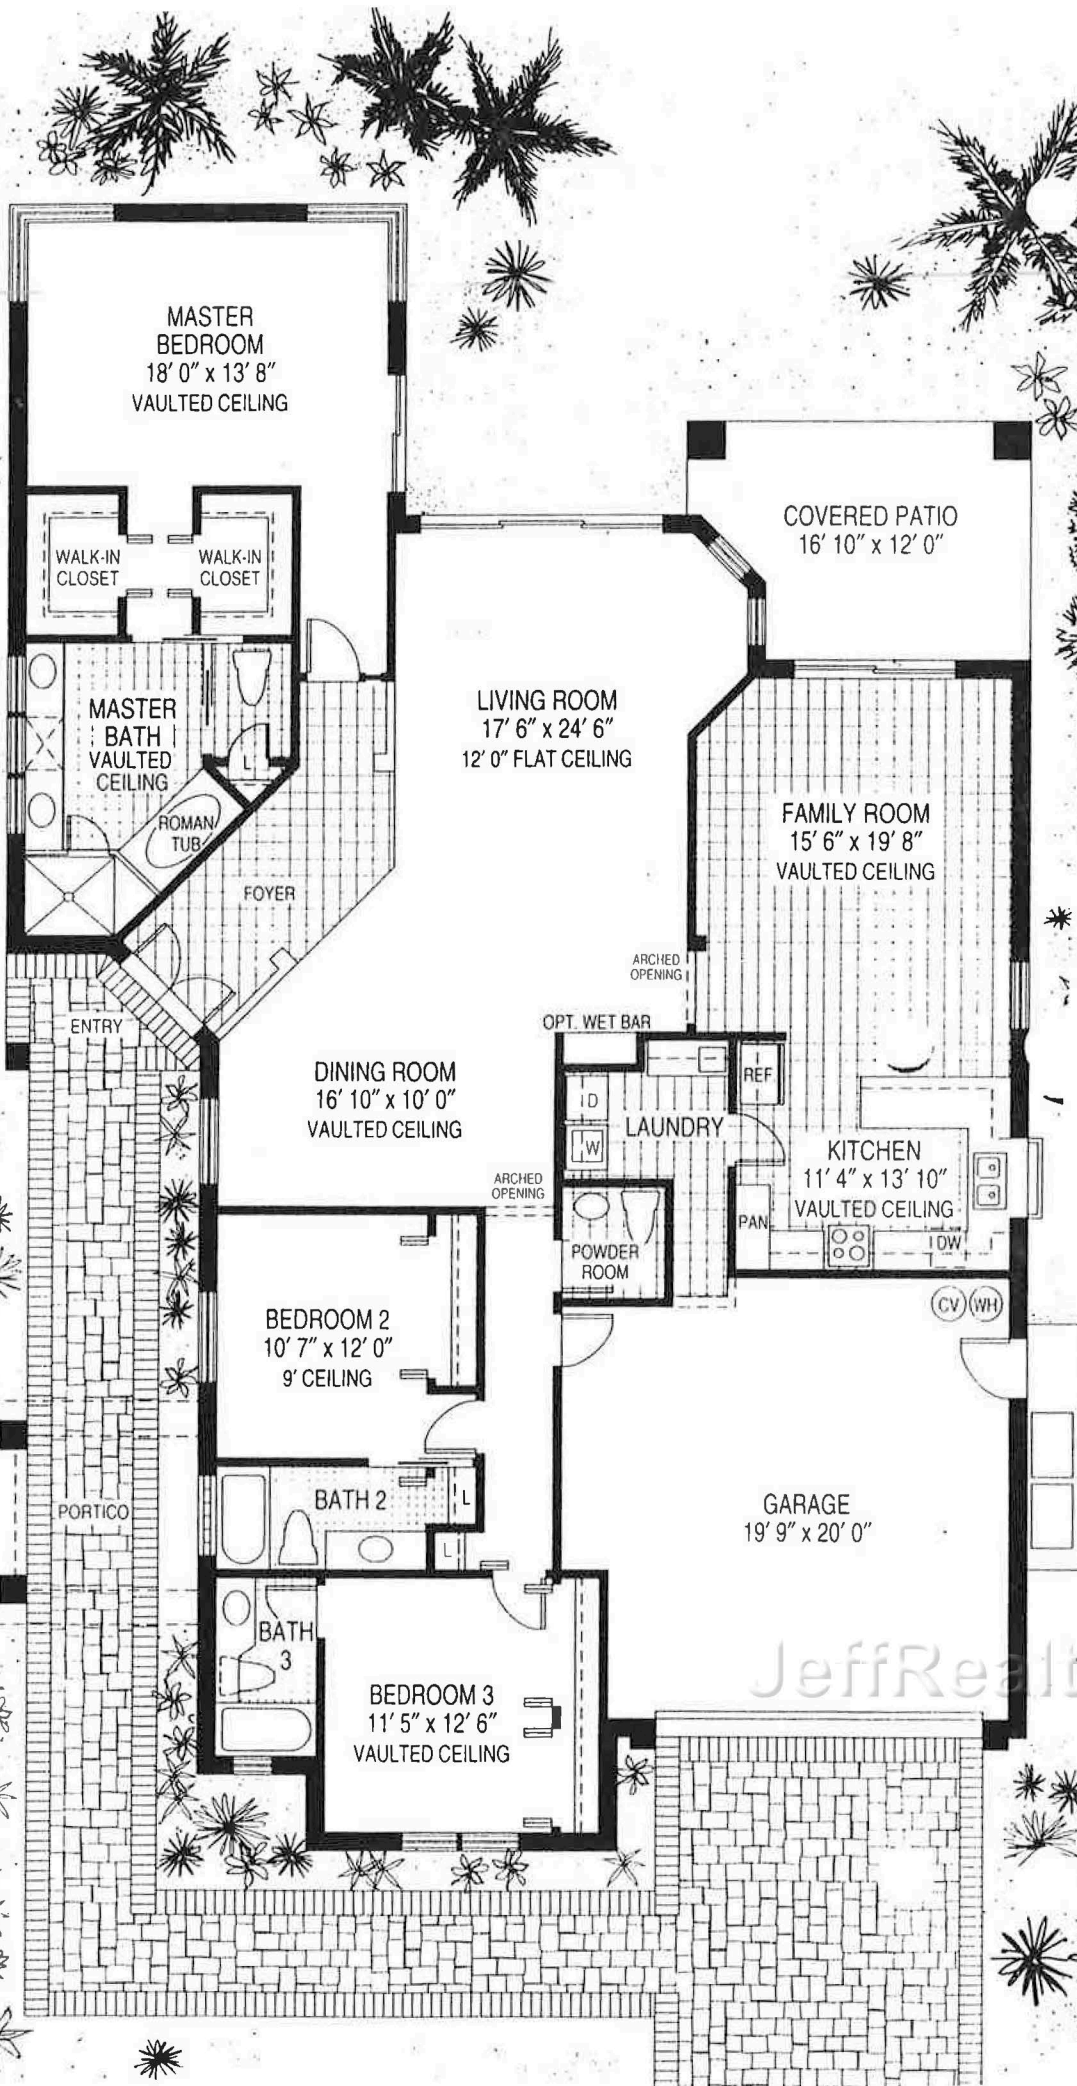 MASTER
BEDROOM
18′ 0″ x 13′ 8″
VAULTED CEILING
COVERED PATIO
16′ 10″ x 12′ 0″
WALK-IN
CLOSET
WALK-IN
CLOSET
LIVING ROOM
17′ 6″ x 24′ 6″
12′ 0″ FLAT CEILING
MASTER
BATH
VAULTED
CEILING
L
ROMAN
TUB
FAMILY ROOM
15′ 6″ x 19′ 8″
VAULTED CEILING
FOYER
ARCHED
OPENING
ENTRY
OPT. WET BAR
DINING ROOM
16′ 10″ x 10′ 0″
VAULTED CEILING
REF
D
LAUNDRY
W
KITCHEN
11′ 4″ x 13′ 10″
VAULTED CEILING
ARCHED
OPENING
PAN
DW
POWDER
ROOM
CV
WH
BEDROOM 2
10′ 7″ x 12′ 0″
9′ CEILING
BATH 2
L
L
PORTICO
GARAGE
19′ 9″ x 20′ 0″
BATH
3
JeffRealt
BEDROOM 3
11′ 5″ x 12′ 6″
VAULTED CEILING